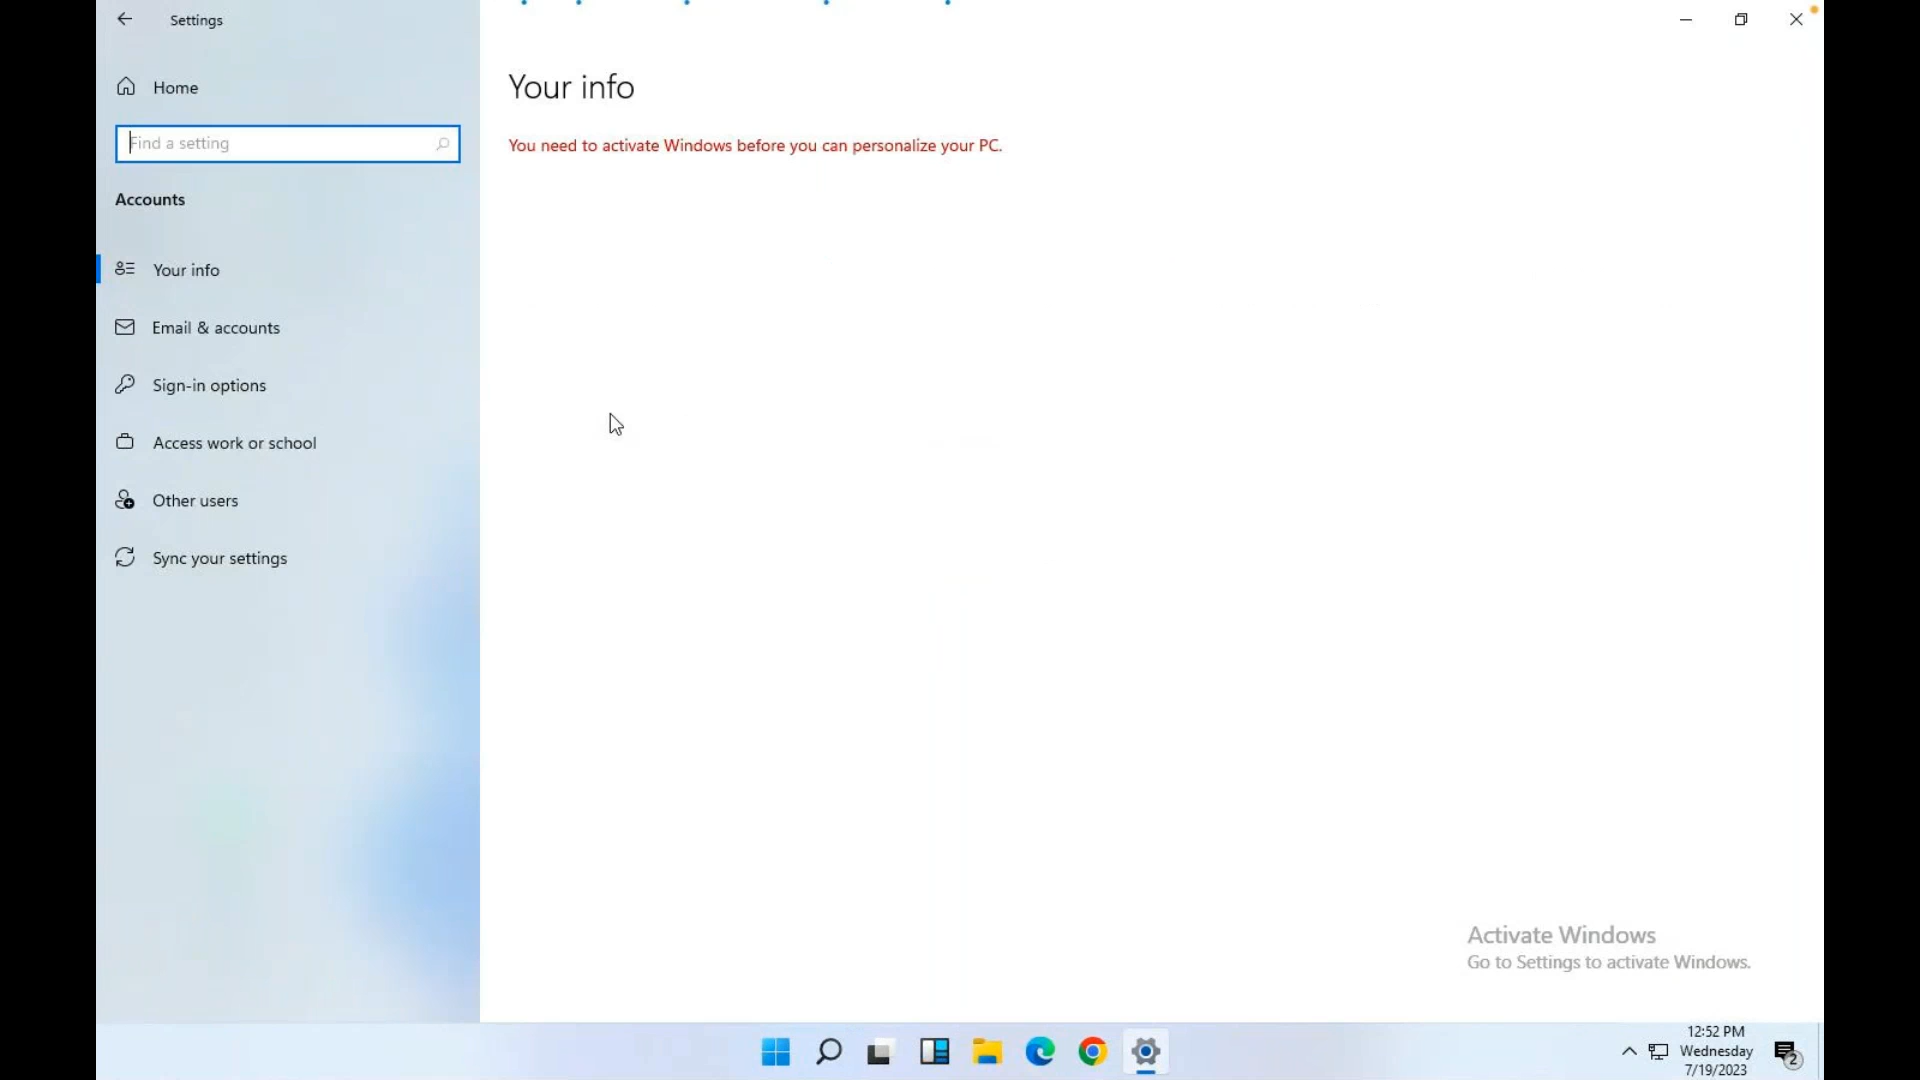 Settings
Home
Find a setting
Accounts
Your info
Email & accounts
Sign-in options
Access work or school
Other users
Sync your settings
Your info
You need to activate Windows before you can personalize your PC.
Activate Windows
Go to Settings to activate Windows.
12:52 PM
Wednesday
7/19/2023
2